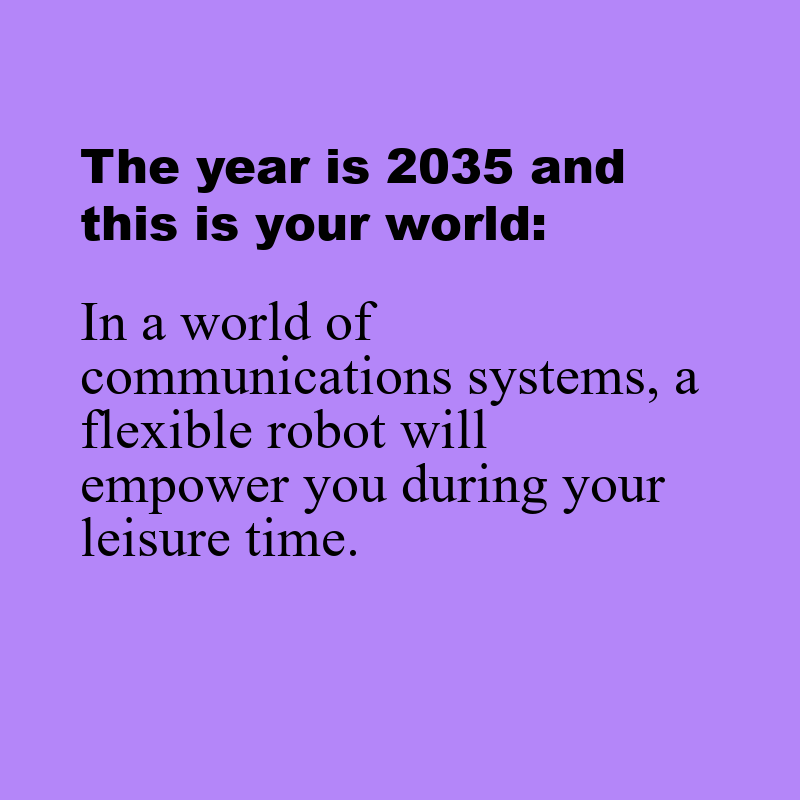 The year is 2035 and
this is your world:
In a world of
communications systems, a
flexible robot will
empower you during your
leisure time.